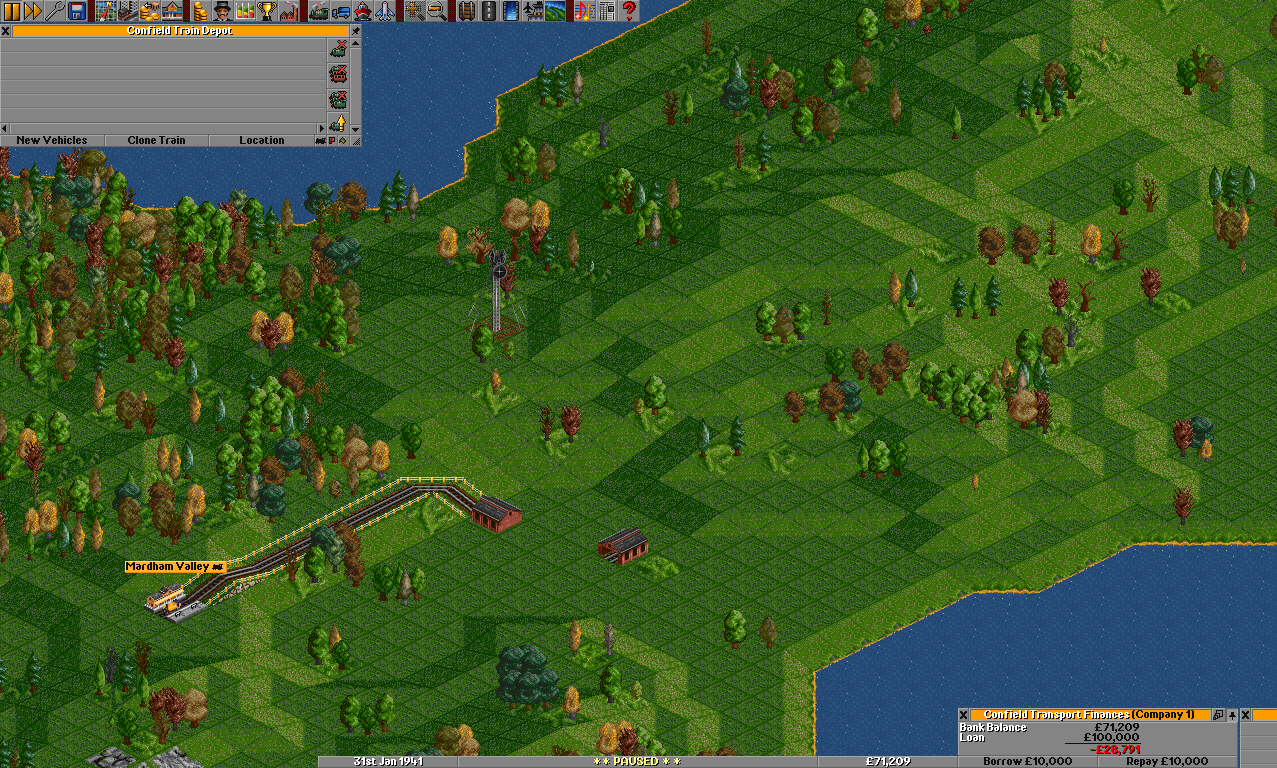 Confield Train Depot
New Vehicles
Clone Train
Location
Mardham Valley
Confield Transport Finances (Company 1)
Bank Balance £71,209
Loan £100,000
-£28,791
Borrow £10,000
Repay £10,000
31st Jan 1941
* * PAUSED * *
£71,209